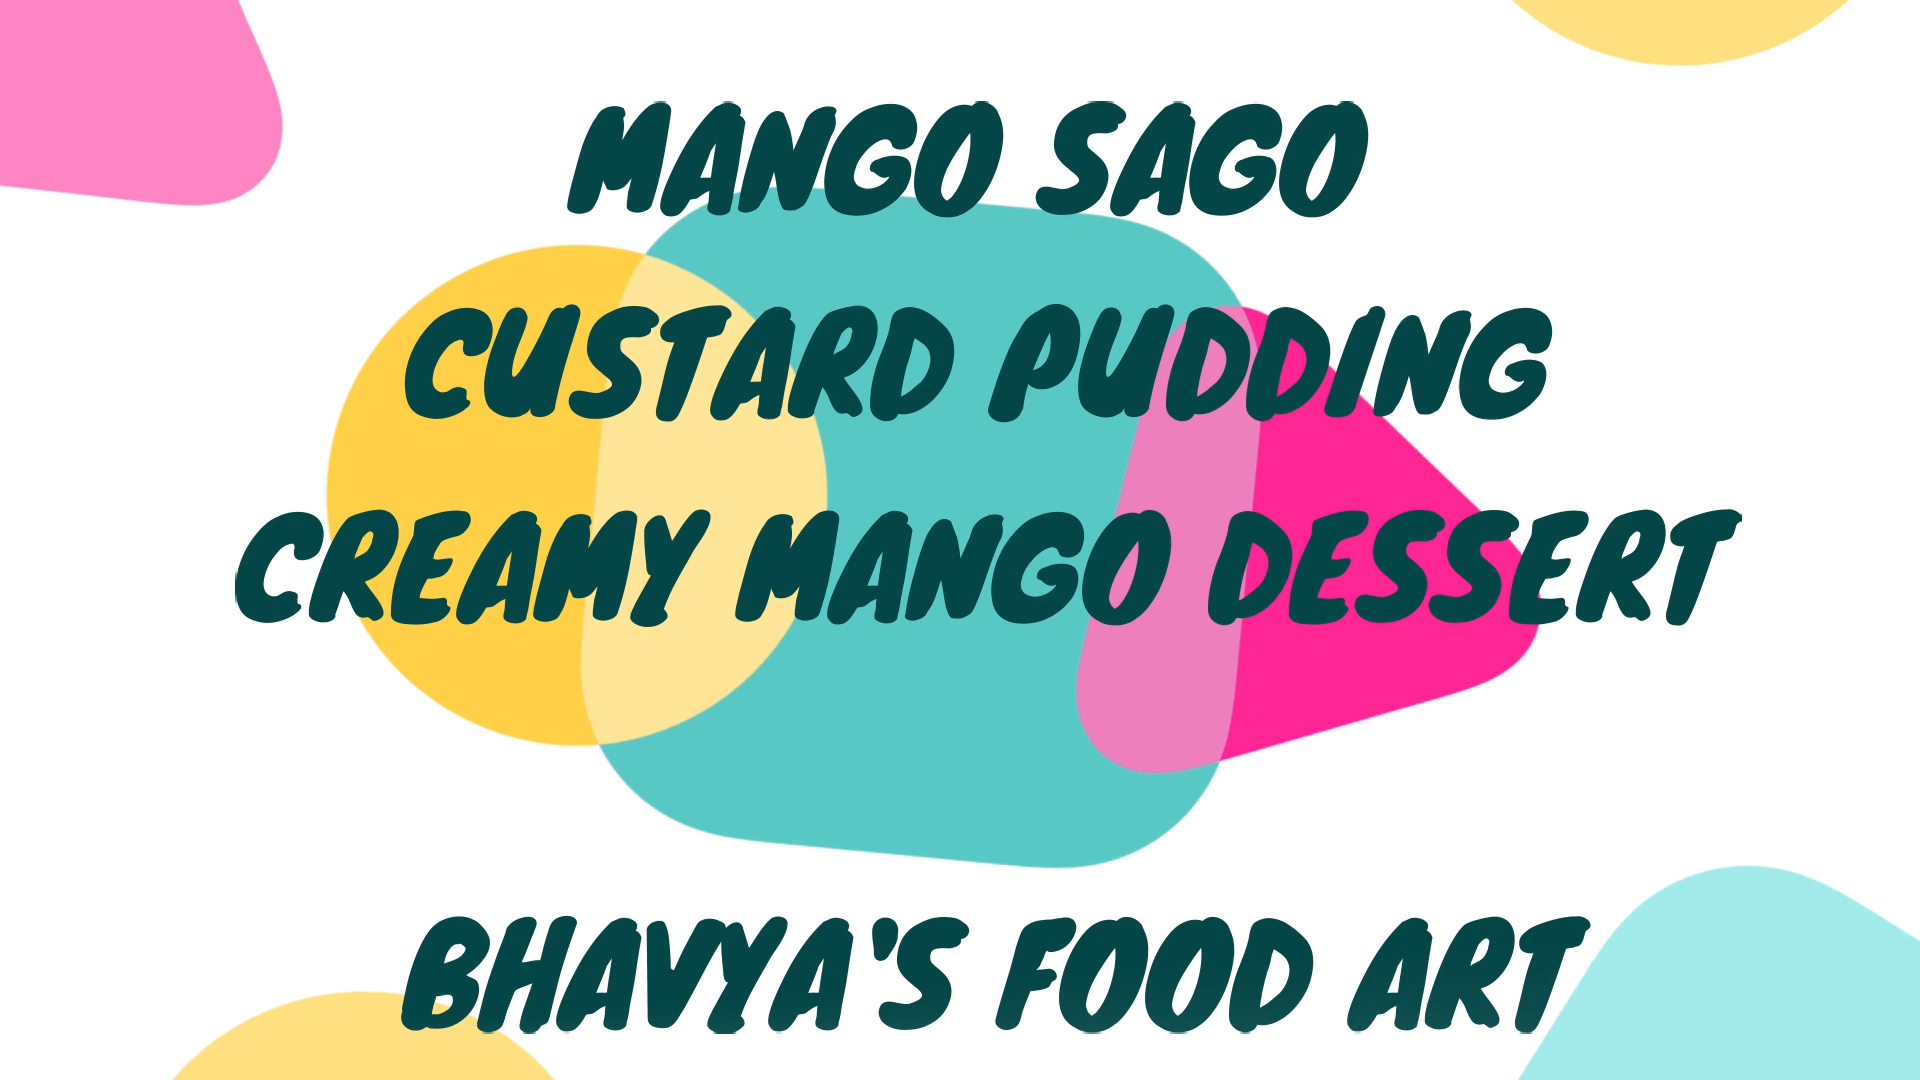 MANGO SAGO
CUSTARD PUDDING
CREAMY MANGO DESSERT
BHAVYA'S FOOD ART